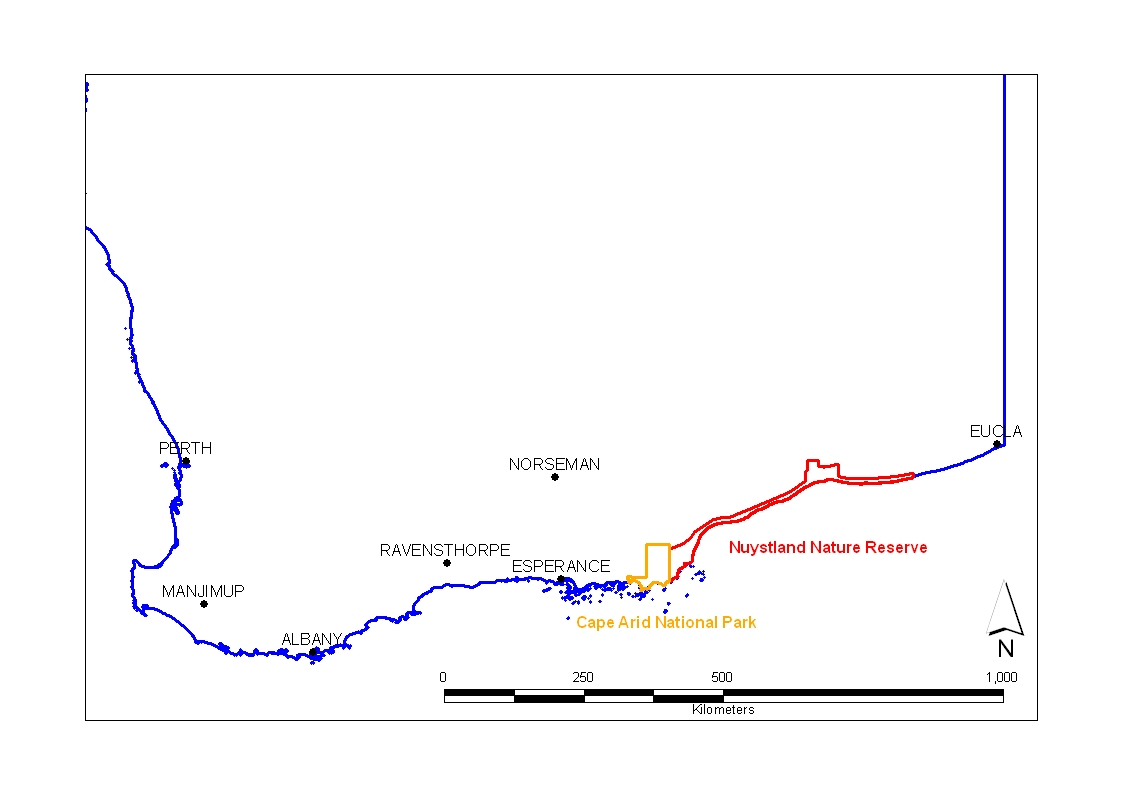 PERTH
EUCLA
NORSEMAN
Nuystland Nature Reserve
RAVENSTHORPE
ESPERANCE
MANJIMUP
Cape Arid National Park
ALBANY
N
0 250 500 1,000
Kilometers